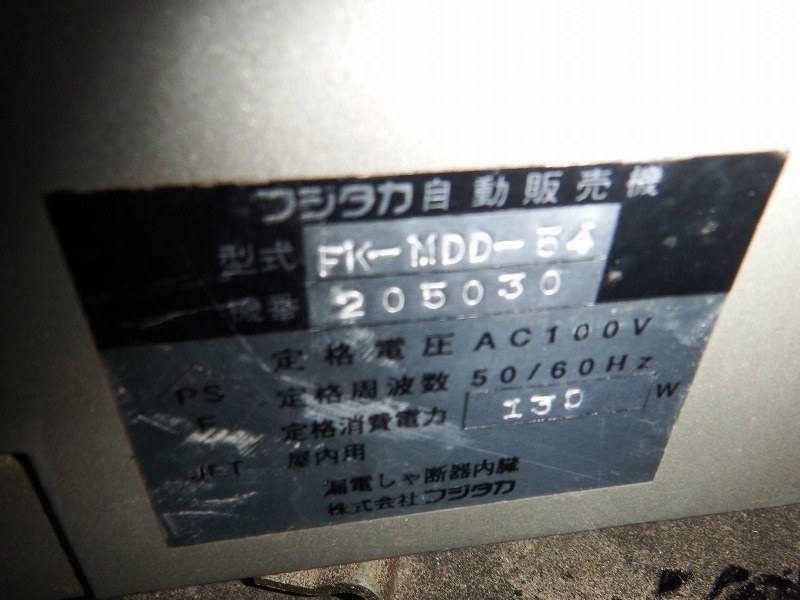 フジタカ自動販売機
型式 FK-MDD-54
機番 205030
定格電圧 AC100V
定格周波数 50/60Hz
定格消費電力 130 W
屋内用
PS
E
JET
漏電しゃ断器内臓
株式会社フジタカ